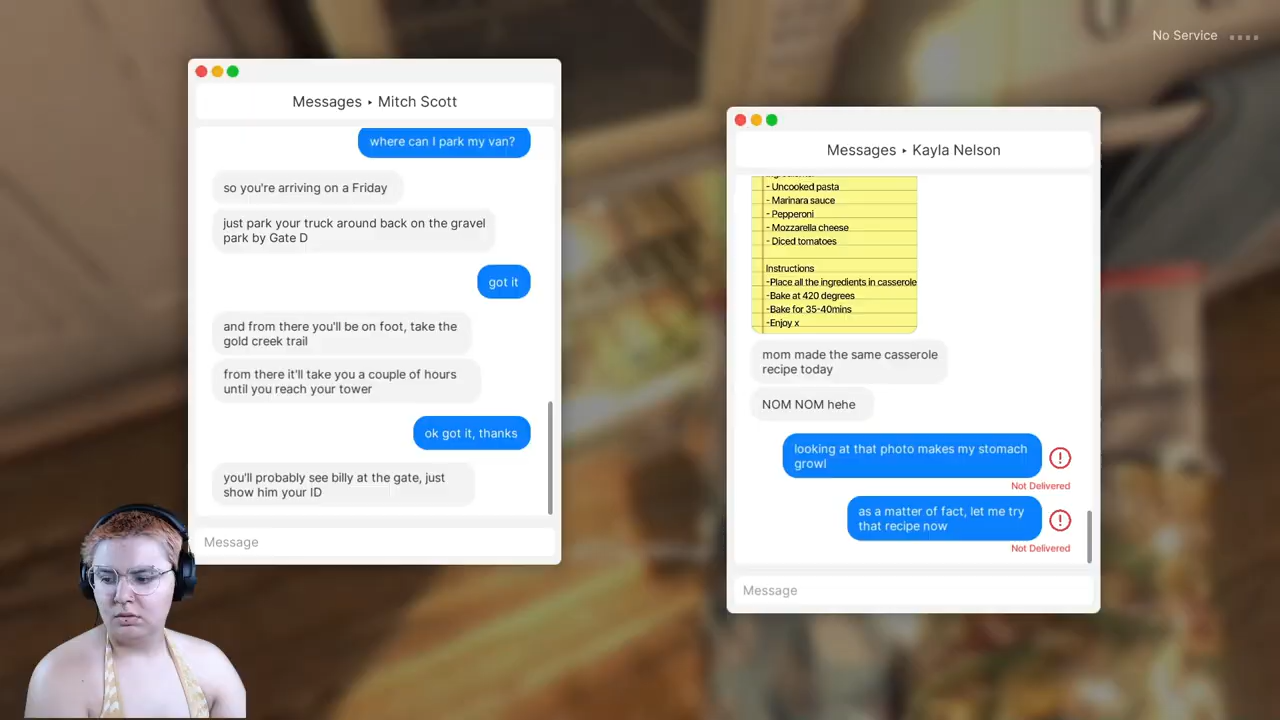 No Service
Messages ▸ Mitch Scott
where can I park my van?
so you're arriving on a Friday
just park your truck around back on the gravel
park by Gate D
got it
and from there you'll be on foot, take the
gold creek trail
from there it'll take you a couple of hours
until you reach your tower
ok got it, thanks
you'll probably see billy at the gate, just
show him your ID
Message
Messages ▸ Kayla Nelson
- Uncooked pasta
- Marinara sauce
- Pepperoni
- Mozzarella cheese
- Diced tomatoes
Instructions
-Place all the ingredients in casserole
-Bake at 420 degrees
-Bake for 35-40mins
-Enjoy x
mom made the same casserole
recipe today
NOM NOM hehe
looking at that photo makes my stomach
growl
Not Delivered
as a matter of fact, let me try
that recipe now
Not Delivered
Message